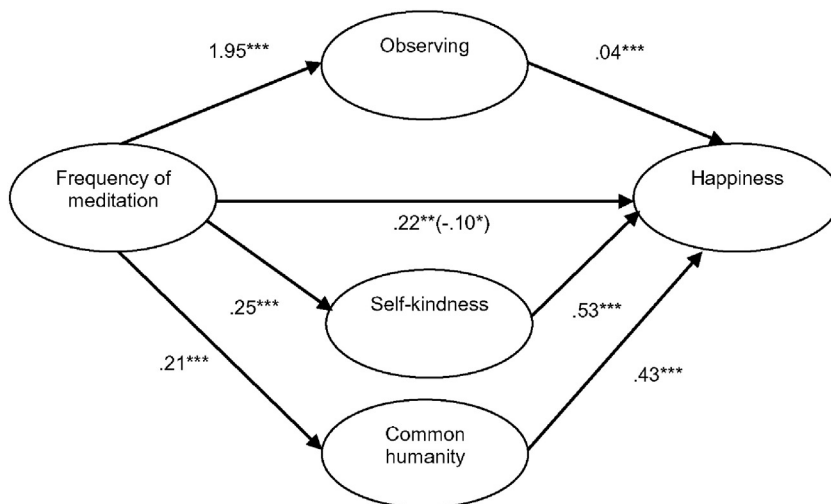 Observing
1.95***
.04***
Frequency of
meditation
Happiness
.22**(-.10*)
.25***
Self-kindness
.53***
.21***
.43***
Common
humanity